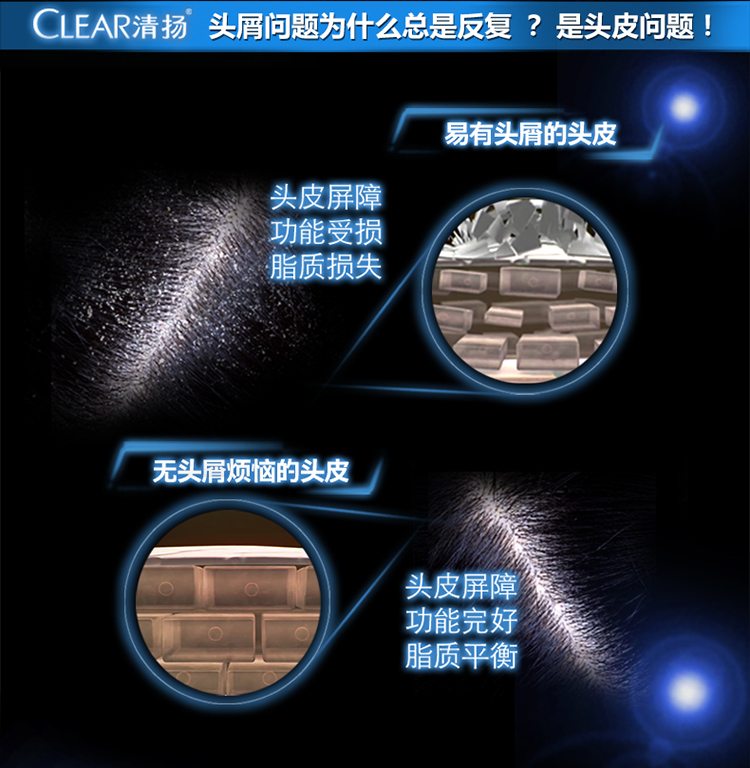 CLEAR清扬® 头屑问题为什么总是反复 ? 是头皮问题！
易有头屑的头皮
头皮屏障
功能受损
脂质损失
无头屑烦恼的头皮
头皮屏障
功能完好
脂质平衡